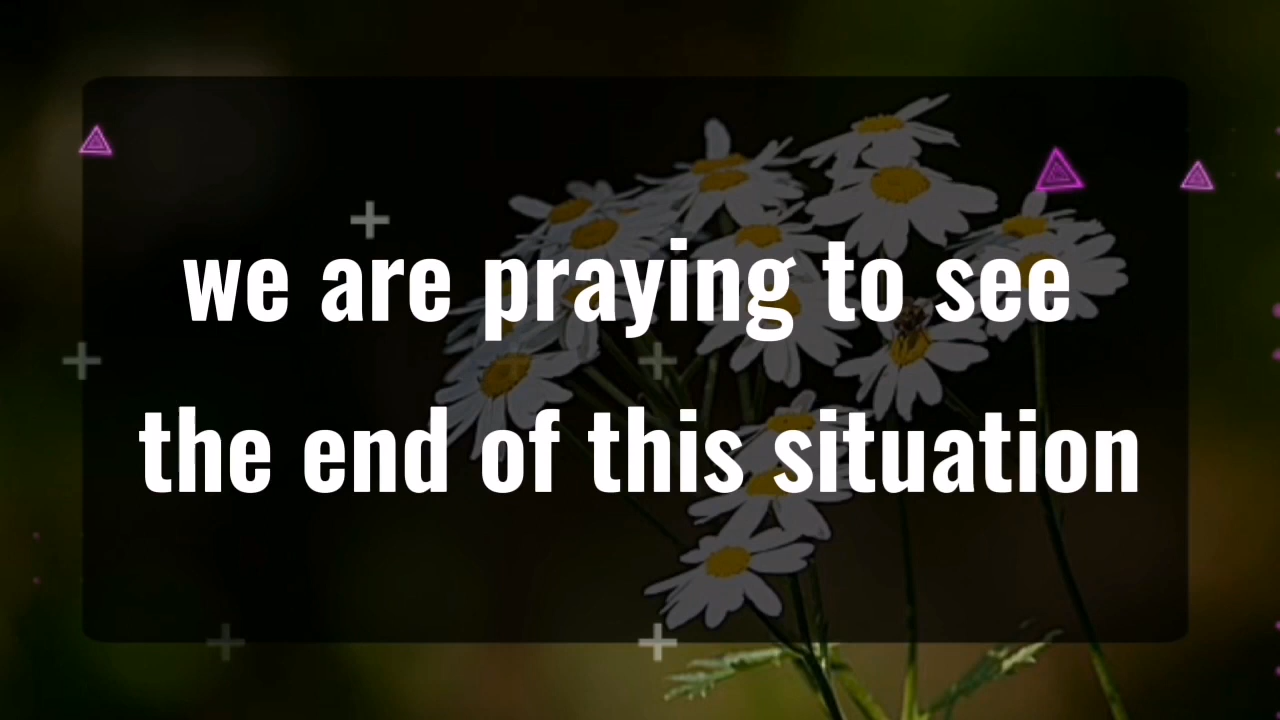 we are praying to see
the end of this situation